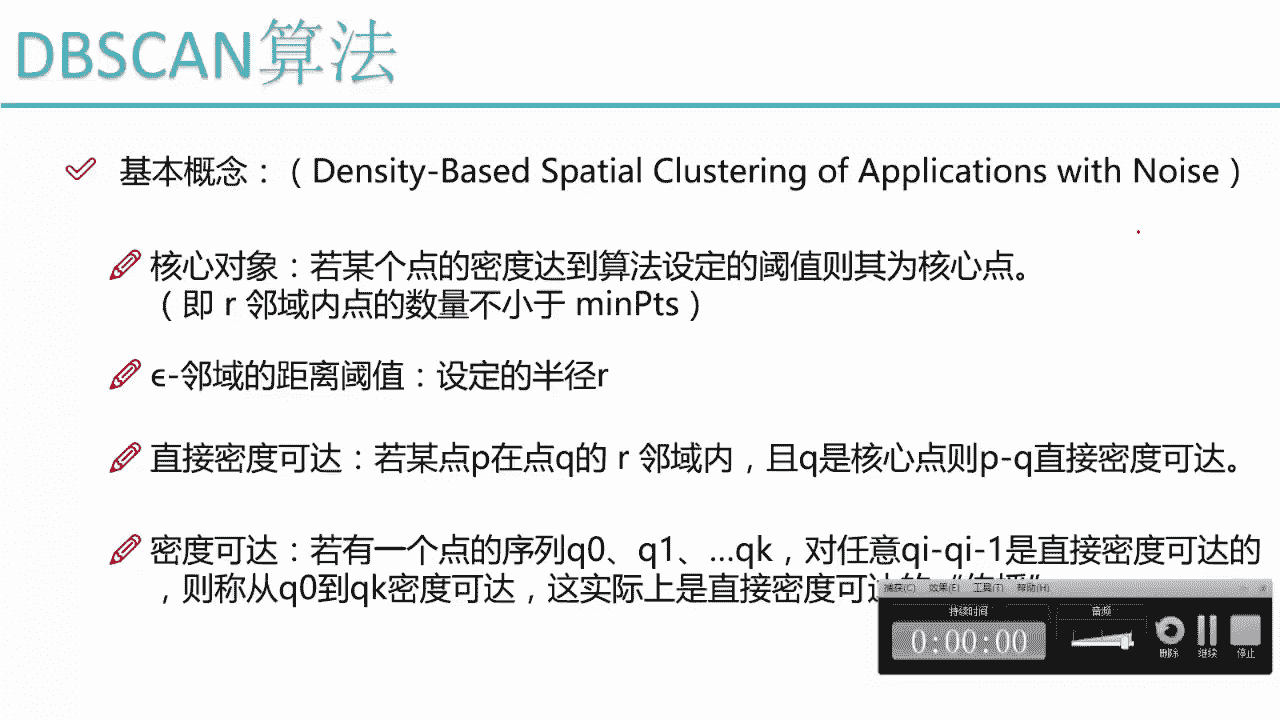 DBSCAN算法
基本概念：（Density-Based Spatial Clustering of Applications with Noise）
核心对象：若某个点的密度达到算法设定的阈值则其为核心点。
（即 r 邻域内点的数量不小于 minPts）
ϵ-邻域的距离阈值：设定的半径r
直接密度可达：若某点p在点q的 r 邻域内，且q是核心点则p-q直接密度可达。
密度可达：若有一个点的序列q0、q1、…qk，对任意qi-qi-1是直接密度可达的
，则称从q0到qk密度可达，这实际上是直接密度可达的“传播”
捕获(C) 效果(E) 工具(T) 帮助(H)
持续时间 音频
0:00:00
删除 继续 停止